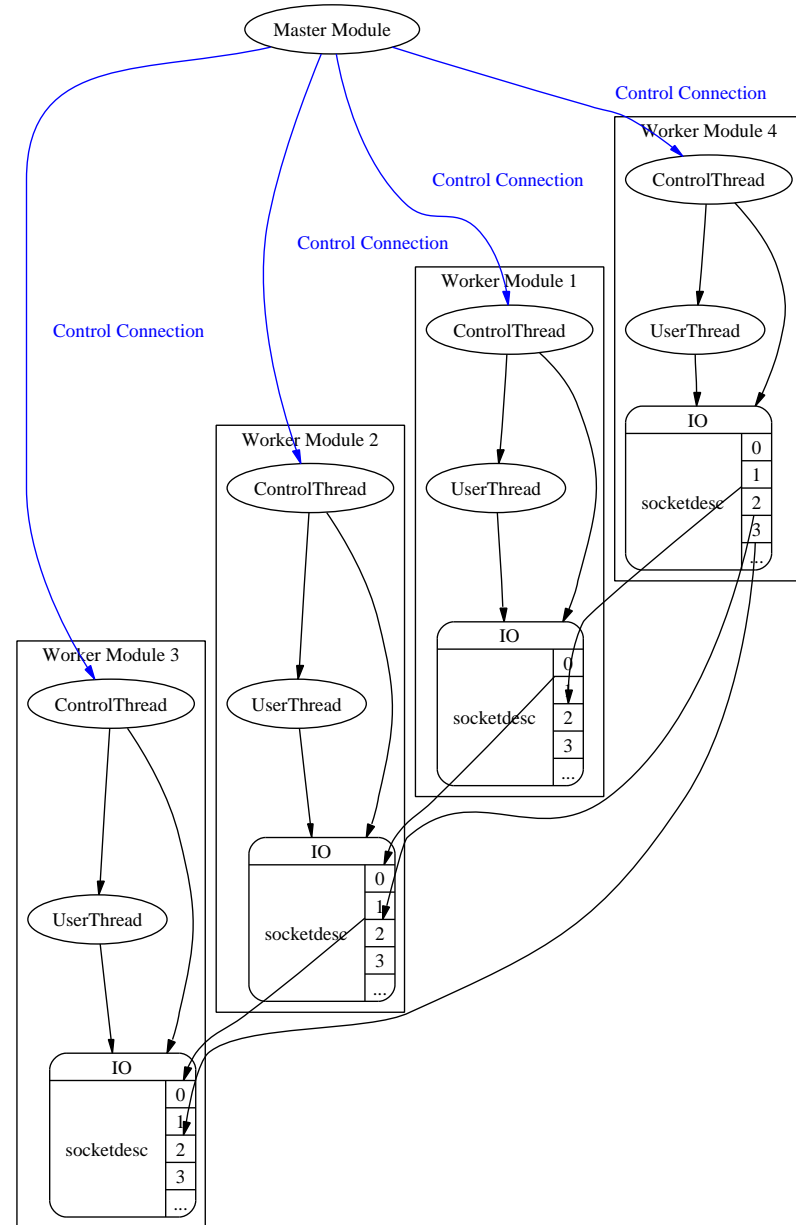 Master Module
Control Connection
Worker Module 4
ControlThread
Control Connection
Control Connection
Worker Module 1
ControlThread
UserThread
Control Connection
IO
socketdesc
0
1
2
3
...
Worker Module 2
ControlThread
UserThread
IO
socketdesc
0
1
2
3
...
Worker Module 3
ControlThread
UserThread
IO
socketdesc
0
1
2
3
...
UserThread
IO
socketdesc
0
1
2
3
...